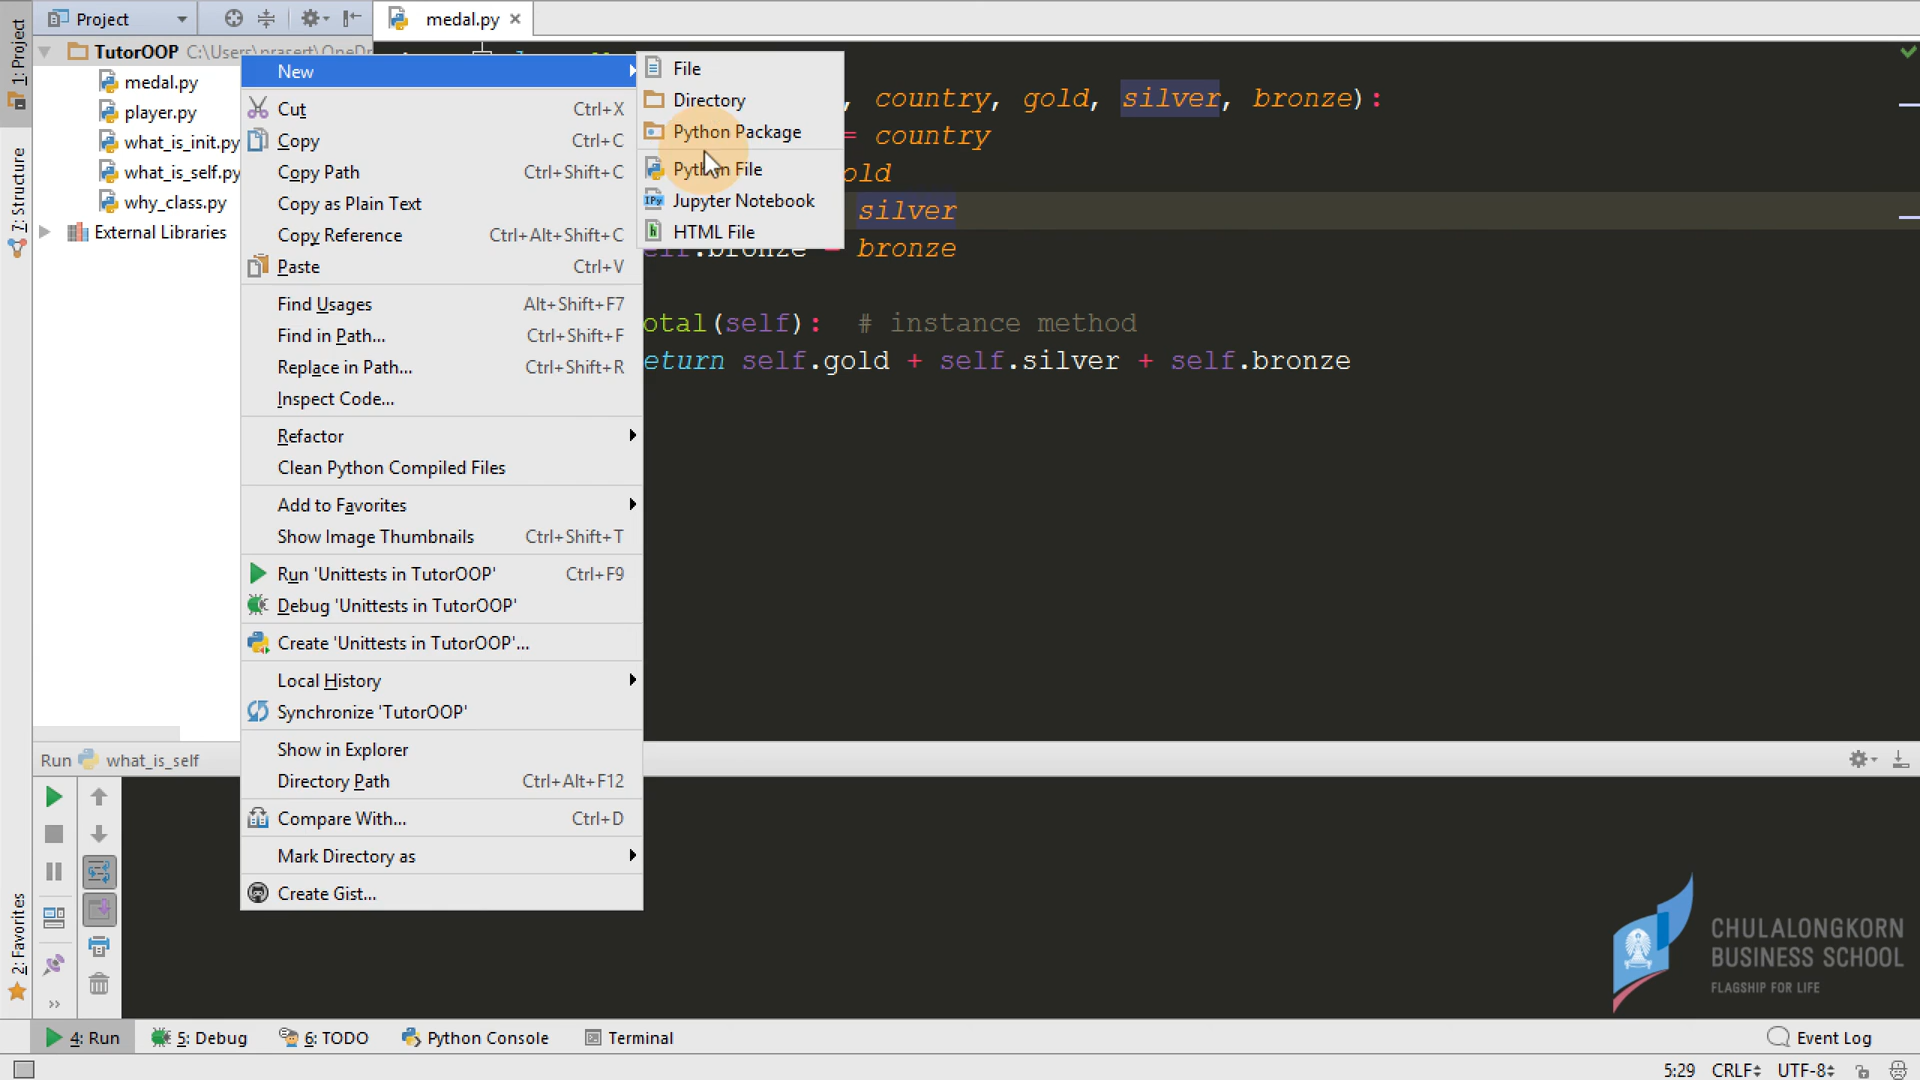 1: Project
7: Structure
2: Favorites
Project
medal.py
TutorOOP C:\Users\prasert\OneDr
medal.py
player.py
what_is_init.py
what_is_self.py
why_class.py
External Libraries
New
Cut Ctrl+X
Copy Ctrl+C
Copy Path Ctrl+Shift+C
Copy as Plain Text
Copy Reference Ctrl+Alt+Shift+C
Paste Ctrl+V
Find Usages Alt+Shift+F7
Find in Path... Ctrl+Shift+F
Replace in Path... Ctrl+Shift+R
Inspect Code...
Refactor
Clean Python Compiled Files
Add to Favorites
Show Image Thumbnails Ctrl+Shift+T
Run 'Unittests in TutorOOP' Ctrl+F9
Debug 'Unittests in TutorOOP'
Create 'Unittests in TutorOOP'...
Local History
Synchronize 'TutorOOP'
Show in Explorer
Directory Path Ctrl+Alt+F12
Compare With... Ctrl+D
Mark Directory as
Create Gist...
File
Directory
Python Package
Python File
Jupyter Notebook
HTML File
, country, gold, silver, bronze):
= country
old
silver
.bronze = bronze
otal(self): # instance method
eturn self.gold + self.silver + self.bronze
Run what_is_self
CHULALONGKORN
BUSINESS SCHOOL
FLAGSHIP FOR LIFE
4: Run 5: Debug 6: TODO Python Console Terminal Event Log
5:29 CRLF UTF-8